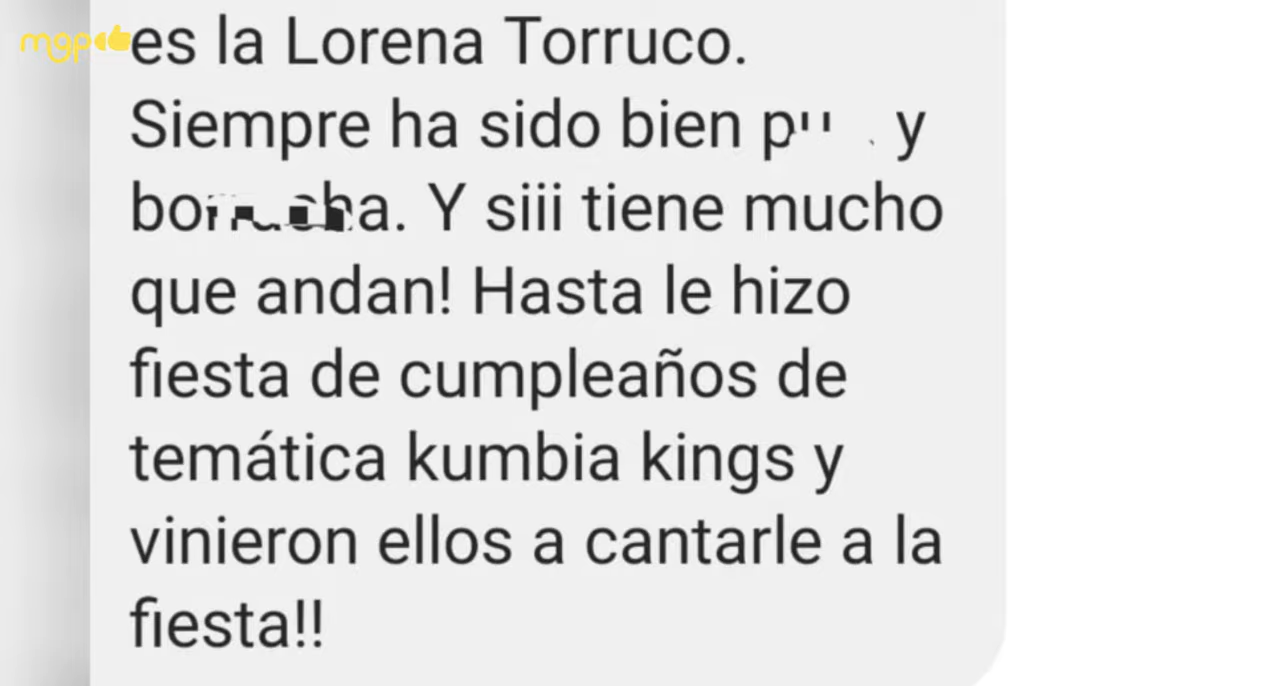 mgp
es la Lorena Torruco.
Siempre ha sido bien y
borracha. Y siii tiene mucho
que andan! Hasta le hizo
fiesta de cumpleaños de
temática kumbia kings y
vinieron ellos a cantarle a la
fiesta!!